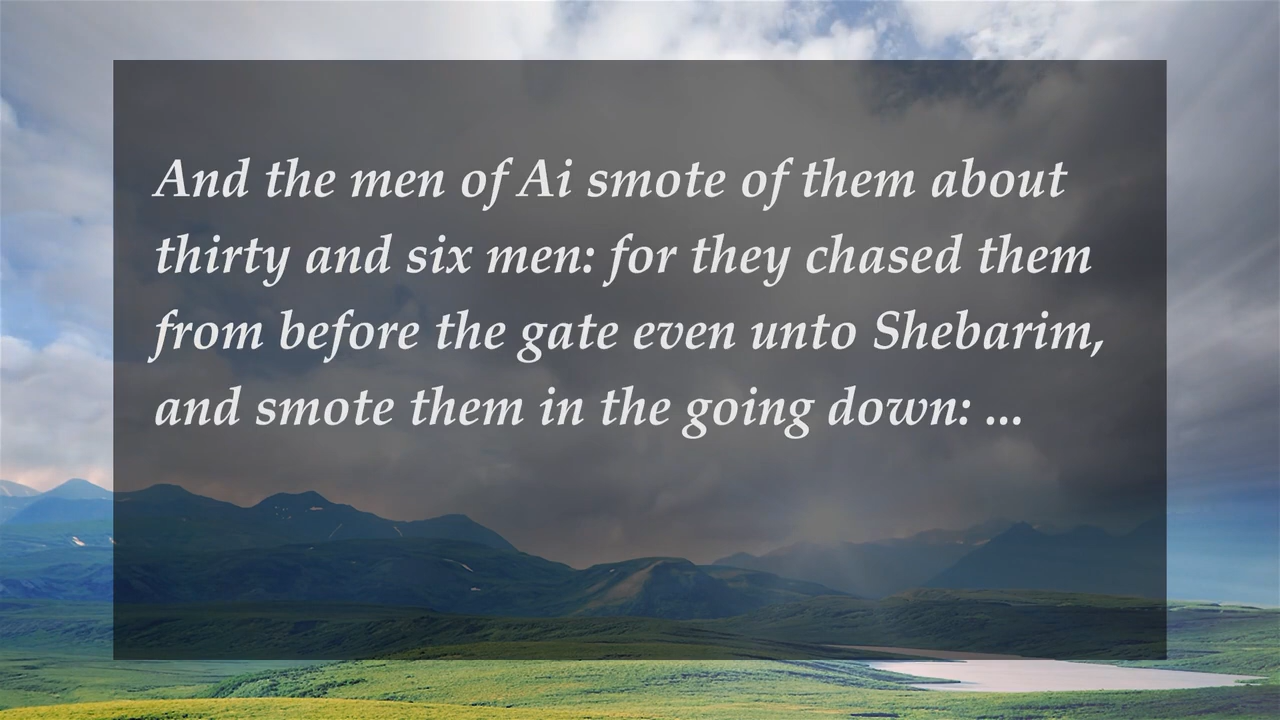 And the men of Ai smote of them about
thirty and six men: for they chased them
from before the gate even unto Shebarim,
and smote them in the going down: ...